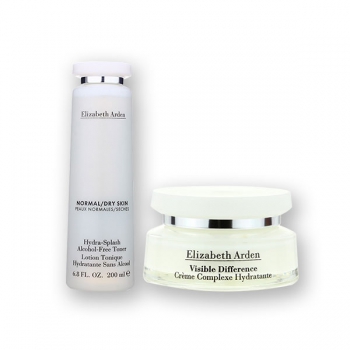 Elizabeth Arden
NORMAL/DRY SKIN
PEAUX NORMALES/SÈCHES
Hydra-Splash
Alcohol-Free Toner
Lotion Tonique
Hydratante Sans Alcool
6.8 FL. OZ. 200 ml ℮
Elizabeth Arden
Visible Difference
Crème Complexe Hydratante